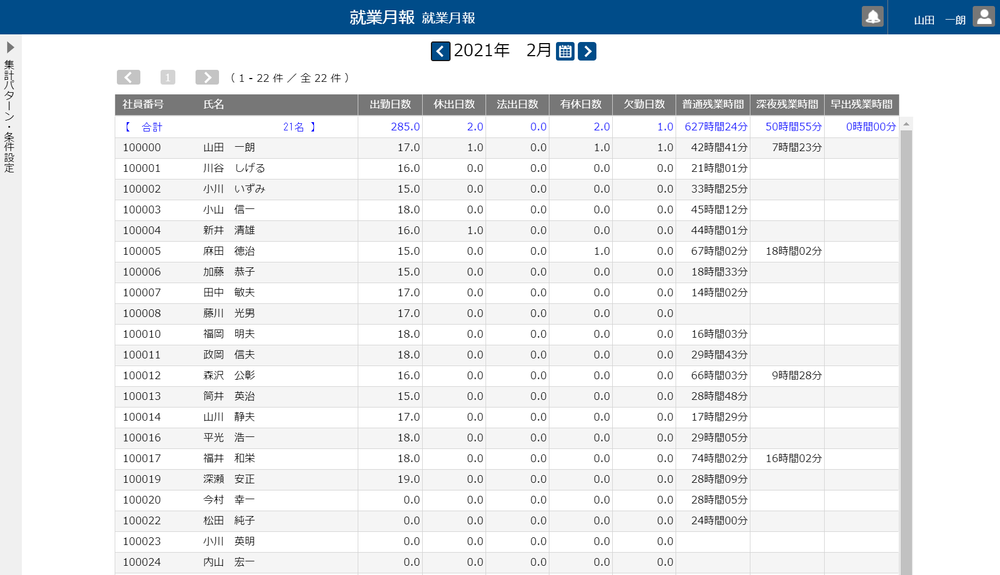 就業月報 就業月報
山田　一朗
2021年　2月
1 （ 1 - 22 件 ／ 全 22 件 ）
集計パターン・条件設定
社員番号 氏名 出勤日数 休出日数 法出日数 有休日数 欠勤日数 普通残業時間 深夜残業時間 早出残業時間
【　合計 21名 】 285.0 2.0 0.0 2.0 1.0 627時間24分 50時間55分 0時間00分
100000 山田　一朗 17.0 1.0 0.0 1.0 1.0 42時間41分 7時間23分
100001 川谷　しげる 16.0 0.0 0.0 0.0 0.0 21時間01分
100002 小川　いずみ 15.0 0.0 0.0 0.0 0.0 33時間25分
100003 小山　信一 18.0 0.0 0.0 0.0 0.0 45時間12分
100004 新井　清雄 16.0 1.0 0.0 0.0 0.0 44時間01分
100005 麻田　徳治 15.0 0.0 0.0 1.0 0.0 67時間02分 18時間02分
100006 加藤　恭子 15.0 0.0 0.0 0.0 0.0 18時間33分
100007 田中　敏夫 17.0 0.0 0.0 0.0 0.0 14時間02分
100008 藤川　光男 17.0 0.0 0.0 0.0 0.0
100010 福岡　明夫 18.0 0.0 0.0 0.0 0.0 16時間03分
100011 政岡　信夫 18.0 0.0 0.0 0.0 0.0 29時間43分
100012 森沢　公彰 16.0 0.0 0.0 0.0 0.0 66時間03分 9時間28分
100013 筒井　英治 15.0 0.0 0.0 0.0 0.0 28時間48分
100014 山川　静夫 17.0 0.0 0.0 0.0 0.0 17時間29分
100016 平光　浩一 18.0 0.0 0.0 0.0 0.0 29時間05分
100017 福井　和栄 18.0 0.0 0.0 0.0 0.0 74時間02分 16時間02分
100019 深瀬　安正 19.0 0.0 0.0 0.0 0.0 28時間09分
100020 今村　幸一 0.0 0.0 0.0 0.0 0.0 28時間05分
100022 松田　純子 0.0 0.0 0.0 0.0 0.0 24時間00分
100023 小川　英明 0.0 0.0 0.0 0.0 0.0
100024 内山　宏一 0.0 0.0 0.0 0.0 0.0